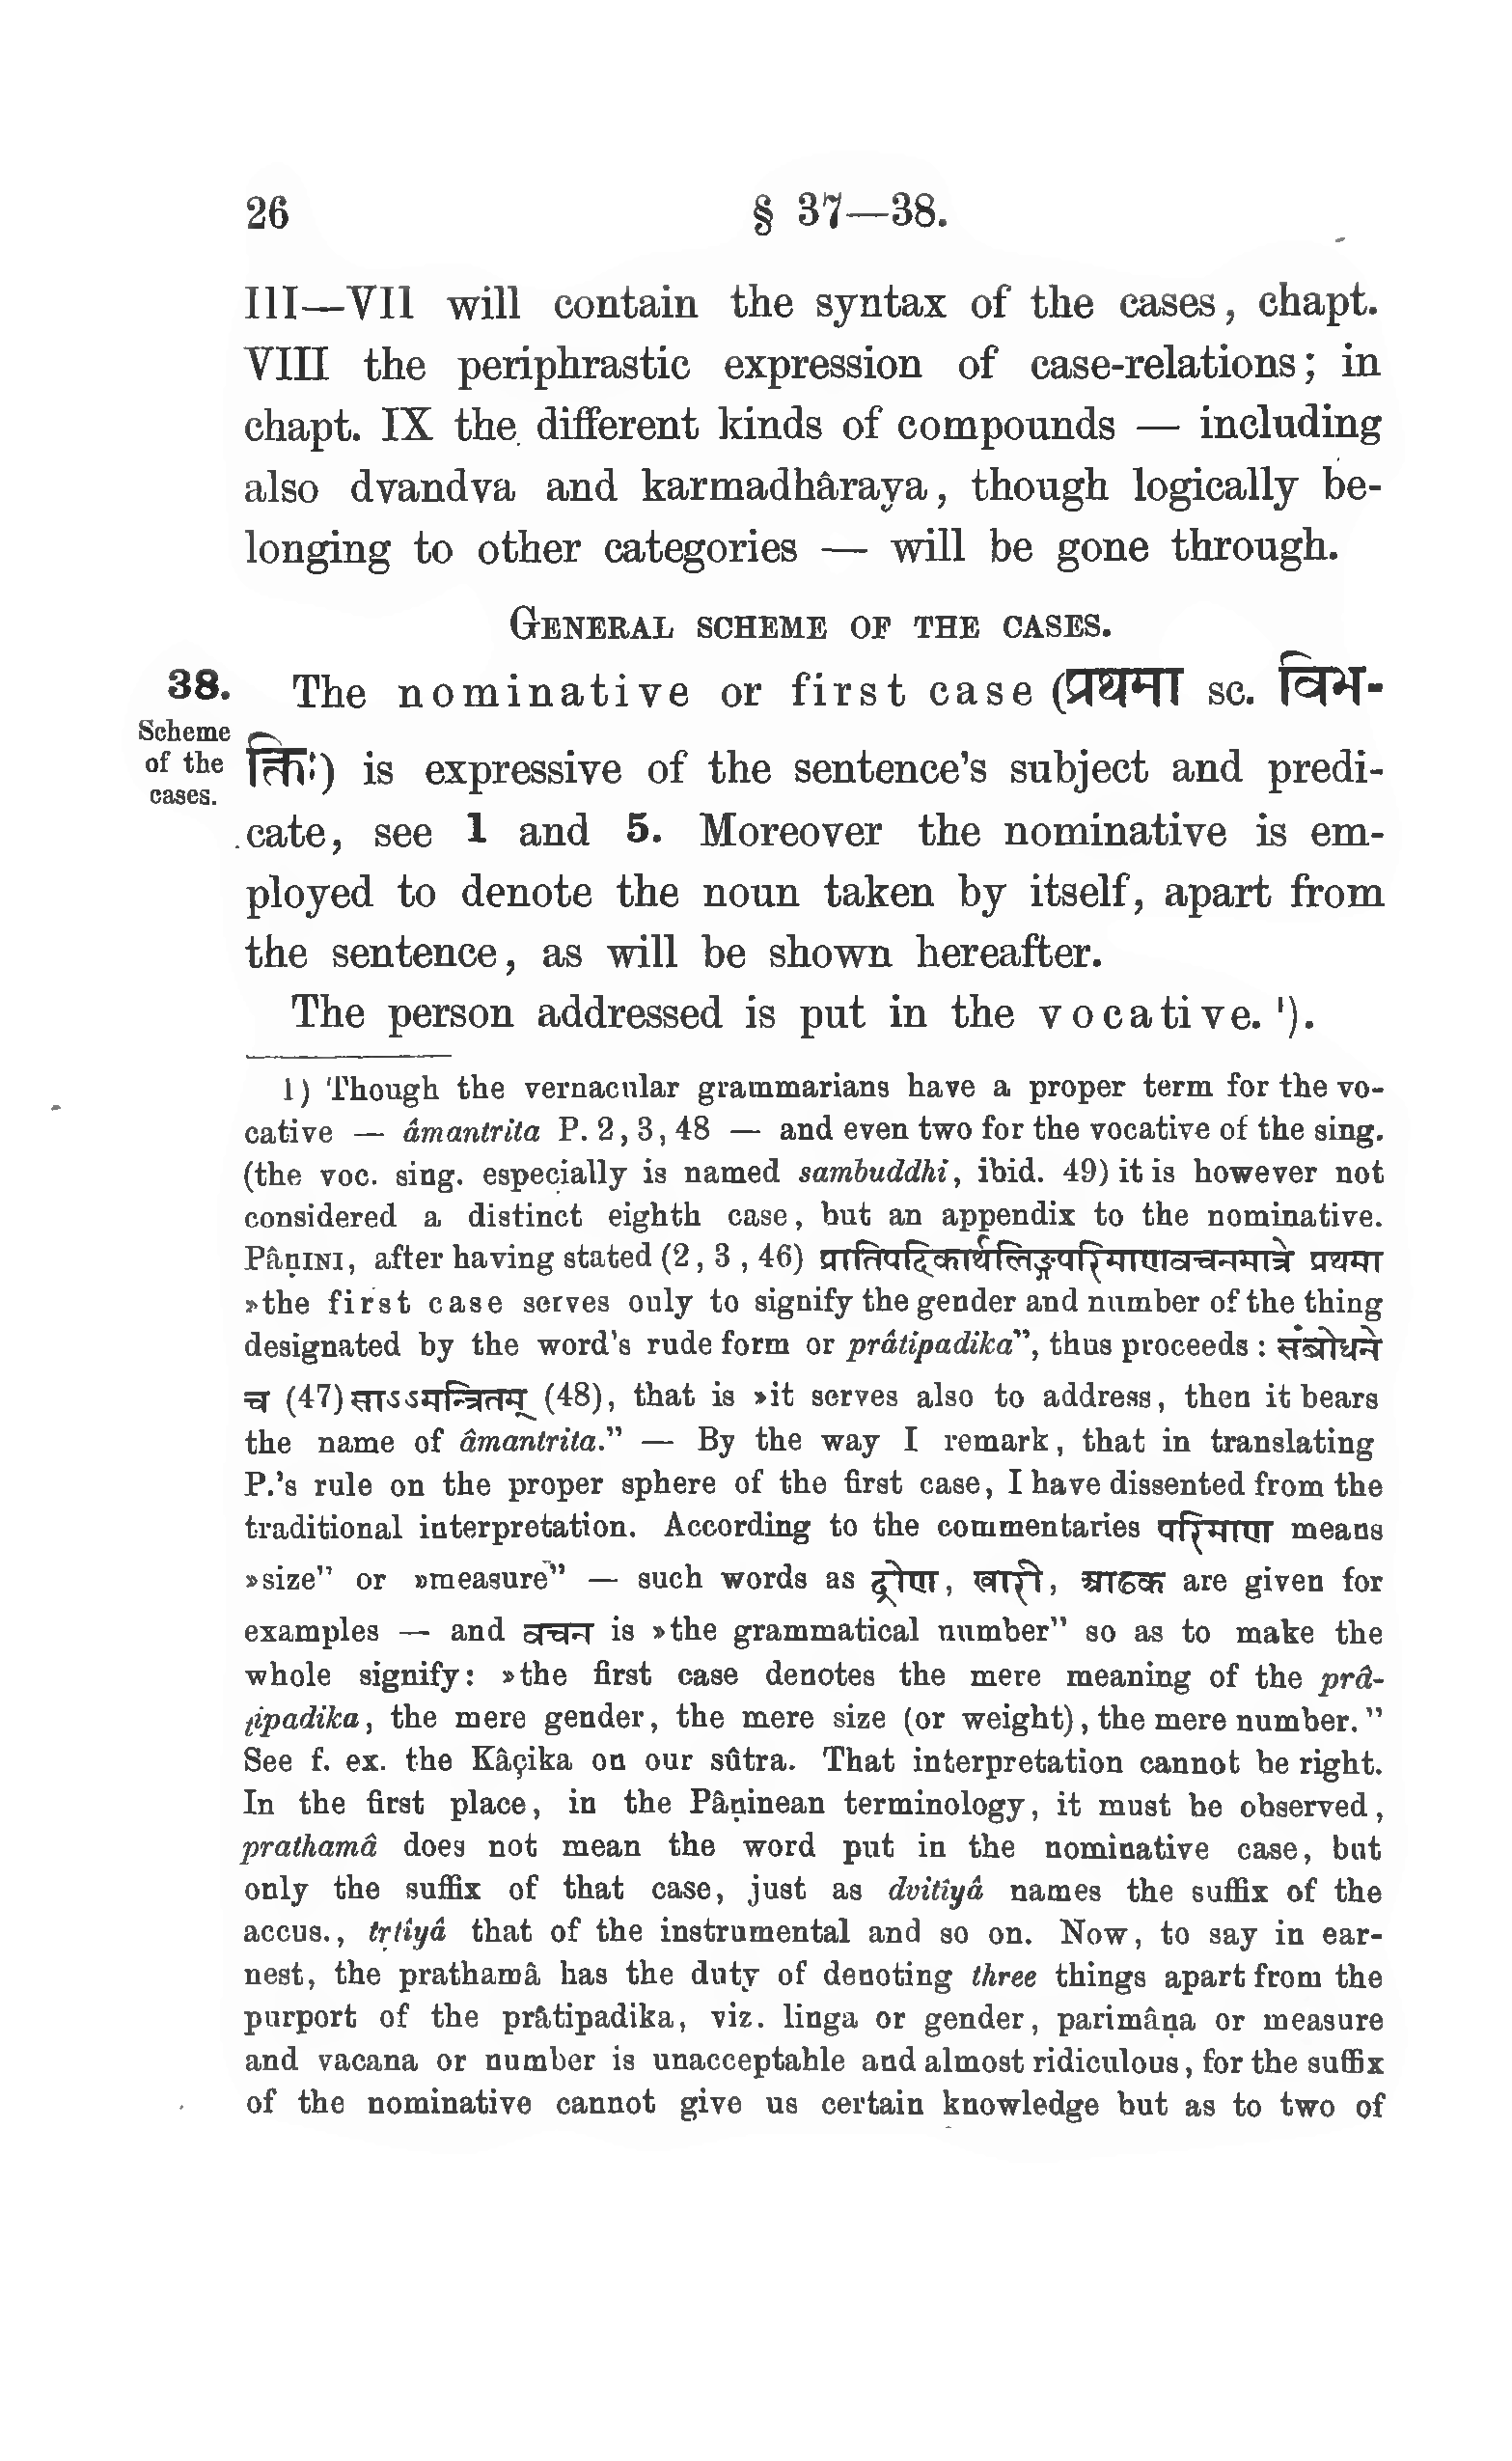 26 § 37—38.
III—VII will contain the syntax of the cases, chapt.
VIII the periphrastic expression of case-relations; in
chapt. IX the different kinds of compounds — including
also dvandva and karmadhâraya, though logically be-
longing to other categories — will be gone through.
GENERAL SCHEME OF THE CASES.
38. The nominative or first case (प्रथमा sc. विभ-
Scheme
of the
cases.
क्तिः) is expressive of the sentence's subject and predi-
cate, see 1 and 5. Moreover the nominative is em-
ployed to denote the noun taken by itself, apart from
the sentence, as will be shown hereafter.
The person addressed is put in the vocative. ¹).
1) Though the vernacular grammarians have a proper term for the vo-
cative — âmantrita P. 2, 3, 48 — and even two for the vocative of the sing.
(the voc. sing. especially is named sambuddhi, ibid. 49) it is however not
considered a distinct eighth case, but an appendix to the nominative.
Pâṇini, after having stated (2, 3, 46) प्रातिपदिकार्थलिङ्गपरिमाणवचनमात्रे प्रथमा
»the first case serves only to signify the gender and number of the thing
designated by the word's rude form or prâtipadika”, thus proceeds: संबोधने
च (47) साऽऽमन्त्रितम् (48), that is »it serves also to address, then it bears
the name of âmantrita.” — By the way I remark, that in translating
P.'s rule on the proper sphere of the first case, I have dissented from the
traditional interpretation. According to the commentaries परिमाण means
»size” or »measure” — such words as द्रोण, खारी, आढक are given for
examples — and वचन is »the grammatical number” so as to make the
whole signify: »the first case denotes the mere meaning of the prâ-
tipadika, the mere gender, the mere size (or weight), the mere number.”
See f. ex. the Kâçika on our sûtra. That interpretation cannot be right.
In the first place, in the Pâṇinean terminology, it must be observed,
prathamâ does not mean the word put in the nominative case, but
only the suffix of that case, just as dvitîyâ names the suffix of the
accus., tṛtîyâ that of the instrumental and so on. Now, to say in ear-
nest, the prathamâ has the duty of denoting three things apart from the
purport of the prâtipadika, viz. linga or gender, parimâṇa or measure
and vacana or number is unacceptable and almost ridiculous, for the suffix
of the nominative cannot give us certain knowledge but as to two of